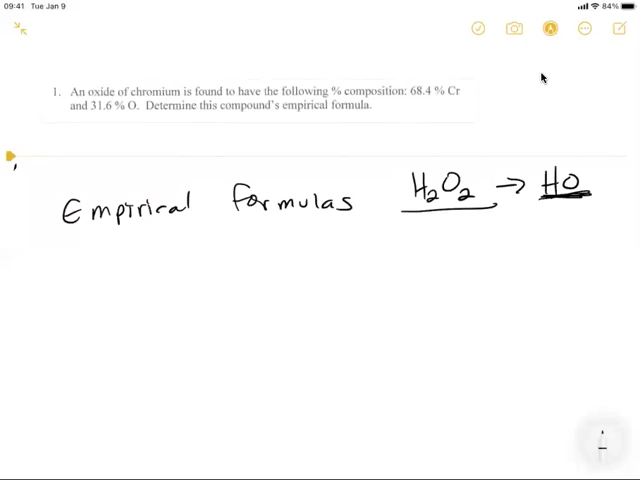 09:41 Tue Jan 9 84%
1. An oxide of chromium is found to have the following % composition: 68.4 % Cr
and 31.6 % O. Determine this compound's empirical formula.
Empirical formulas H₂O₂ → HO